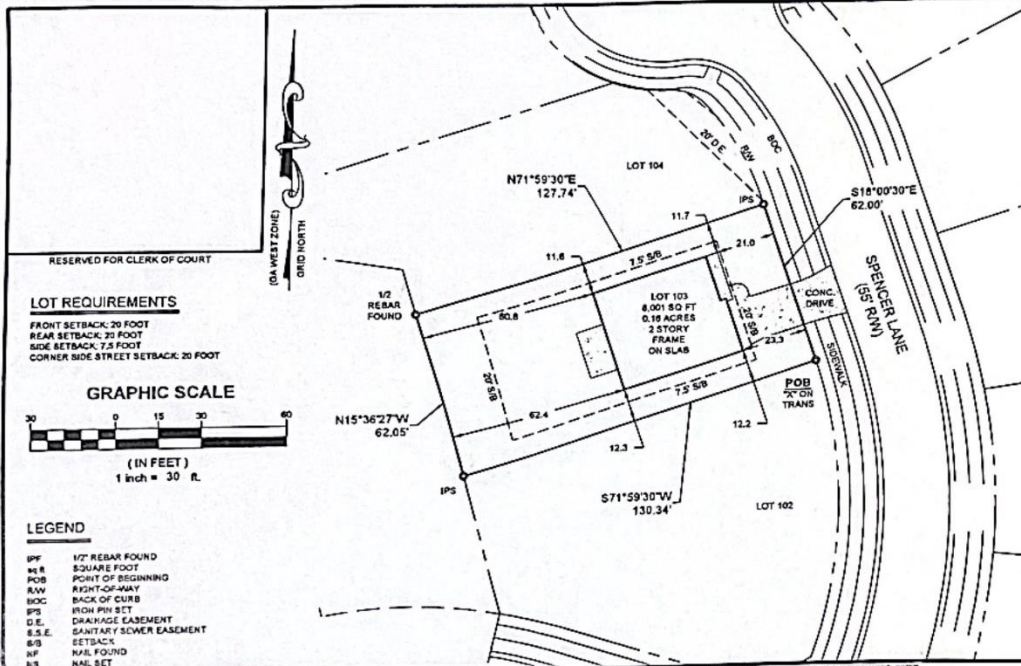 RESERVED FOR CLERK OF COURT
(GA WEST ZONE)
GRID NORTH
LOT REQUIREMENTS
FRONT SETBACK: 20 FOOT
REAR SETBACK: 20 FOOT
SIDE SETBACK: 7.5 FOOT
CORNER SIDE STREET SETBACK: 20 FOOT
GRAPHIC SCALE
30 0 15 30 60
( IN FEET )
1 inch = 30 ft.
LEGEND
IPF 1/2" REBAR FOUND
sq ft SQUARE FOOT
POB POINT OF BEGINNING
R/W RIGHT-OF-WAY
BOC BACK OF CURB
IPS IRON PIN SET
D.E. DRAINAGE EASEMENT
S.S.E. SANITARY SEWER EASEMENT
S/B SETBACK
NF NAIL FOUND
NS NAIL SET
LOT 104
20' D.E.
R/W
BOC
N71°59'30"E
127.74'
IPS
S18°00'30"E
62.00'
11.7
21.0
11.6
7.5' S/B
1/2
REBAR
FOUND
60.8
LOT 103
8,001 SQ FT
0.18 ACRES
2 STORY
FRAME
ON SLAB
CONC.
DRIVE
20' S/B
23.3
SPENCER LANE
(55' R/W)
SIDEWALK
20' S/B
7.5' S/B
POB
"X" ON
TRANS
N15°36'27"W
62.05'
62.4
12.2
12.3
IPS
S71°59'30"W
130.34'
LOT 102